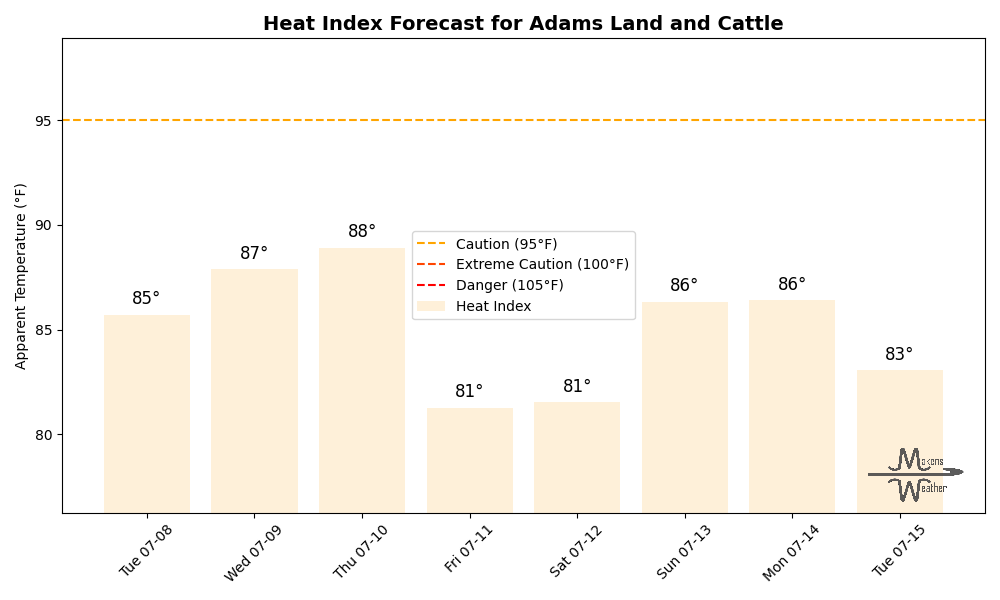 Heat Index Forecast for Adams Land and Cattle
Apparent Temperature (°F)
95
90
85
80
85°
87°
88°
81°
81°
86°
86°
83°
Caution (95°F)
Extreme Caution (100°F)
Danger (105°F)
Heat Index
Makens
Weather
Tue 07-08
Wed 07-09
Thu 07-10
Fri 07-11
Sat 07-12
Sun 07-13
Mon 07-14
Tue 07-15